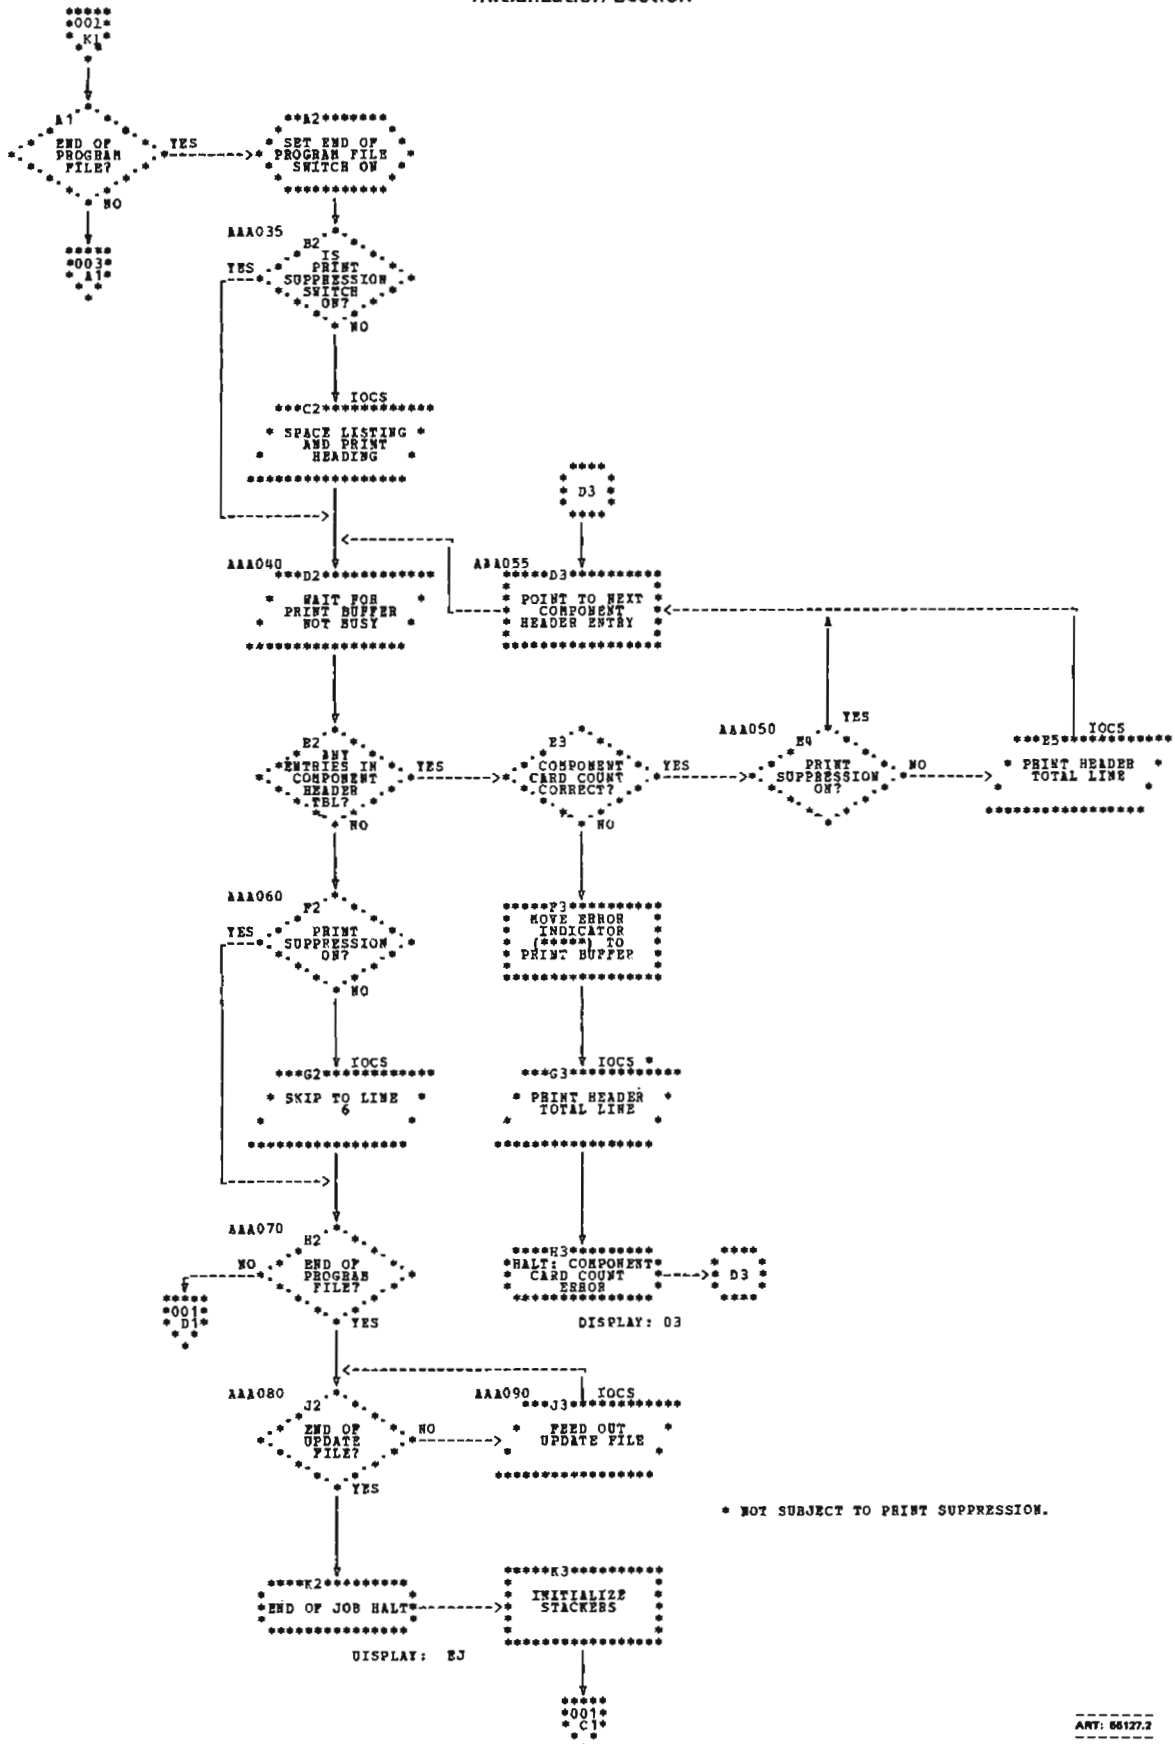 002
K1
A1
END OF
PROGRAM
FILE?
YES
NO
003
A1
A2
SET END OF
PROGRAM FILE
SWITCH ON
AAA035
B2
IS
PRINT
SUPPRESSION
SWITCH
ON?
YES
NO
IOCS
C2
SPACE LISTING
AND PRINT
HEADING
D3
AAA040
D2
WAIT FOR
PRINT BUFFER
NOT BUSY
AAA055
D3
POINT TO NEXT
COMPONENT
HEADER ENTRY
E2
ANY
ENTRIES IN
COMPONENT
HEADER
TBL?
YES
NO
E3
COMPONENT
CARD COUNT
CORRECT?
YES
NO
AAA050
E4
PRINT
SUPPRESSION
ON?
YES
NO
IOCS
E5
PRINT HEADER
TOTAL LINE
AAA060
F2
PRINT
SUPPRESSION
ON?
YES
NO
F3
MOVE ERROR
INDICATOR
(*****) TO
PRINT BUFFER
IOCS
G2
SKIP TO LINE
6
IOCS *
G3
PRINT HEADER
TOTAL LINE
AAA070
H2
END OF
PROGRAM
FILE?
NO
YES
001
D1
H3
HALT: COMPONENT
CARD COUNT
ERROR
DISPLAY: 03
D3
AAA080
J2
END OF
UPDATE
FILE?
NO
YES
AAA090
IOCS
J3
FEED OUT
UPDATE FILE
* NOT SUBJECT TO PRINT SUPPRESSION.
K2
END OF JOB HALT
DISPLAY: EJ
K3
INITIALIZE
STACKERS
001
C1
ART: 56127.2